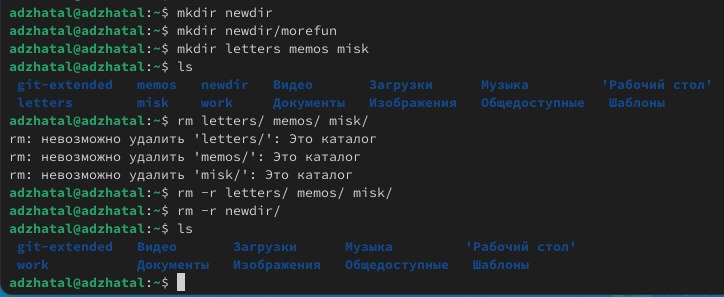 adzhatal@adzhatal:~$ mkdir newdir
adzhatal@adzhatal:~$ mkdir newdir/morefun
adzhatal@adzhatal:~$ mkdir letters memos misk
adzhatal@adzhatal:~$ ls
git-extended memos newdir Видео Загрузки Музыка 'Рабочий стол'
letters misk work Документы Изображения Общедоступные Шаблоны
adzhatal@adzhatal:~$ rm letters/ memos/ misk/
rm: невозможно удалить 'letters/': Это каталог
rm: невозможно удалить 'memos/': Это каталог
rm: невозможно удалить 'misk/': Это каталог
adzhatal@adzhatal:~$ rm -r letters/ memos/ misk/
adzhatal@adzhatal:~$ rm -r newdir/
adzhatal@adzhatal:~$ ls
git-extended Видео Загрузки Музыка 'Рабочий стол'
work Документы Изображения Общедоступные Шаблоны
adzhatal@adzhatal:~$